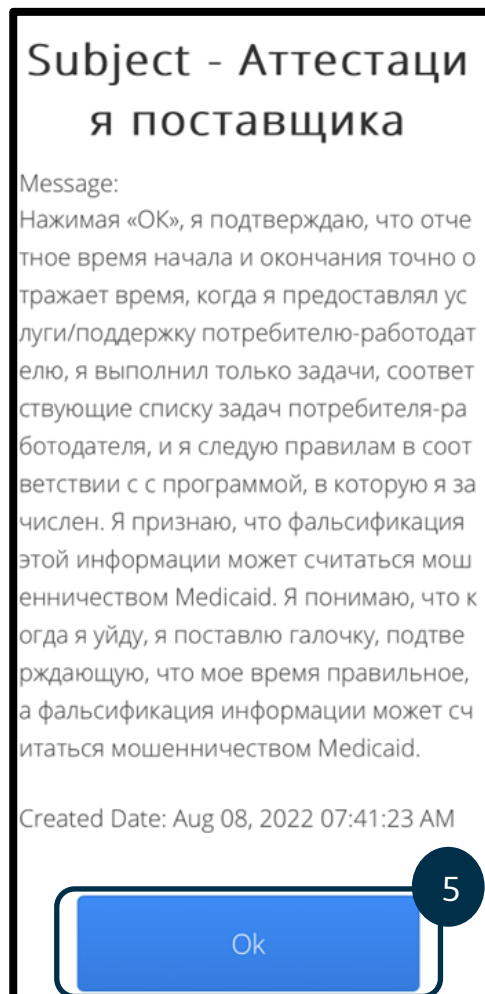 Subject - Аттестаци
я поставщика
Message:
Нажимая «ОК», я подтверждаю, что отче
тное время начала и окончания точно о
тражает время, когда я предоставлял ус
луги/поддержку потребителю-работодат
елю, я выполнил только задачи, соответ
ствующие списку задач потребителя-ра
ботодателя, и я следую правилам в соот
ветствии с с программой, в которую я за
числен. Я признаю, что фальсификация
этой информации может считаться мош
енничеством Medicaid. Я понимаю, что к
огда я уйду, я поставлю галочку, подтве
рждающую, что мое время правильное,
а фальсификация информации может сч
итаться мошенничеством Medicaid.
Created Date: Aug 08, 2022 07:41:23 AM
5
Ok